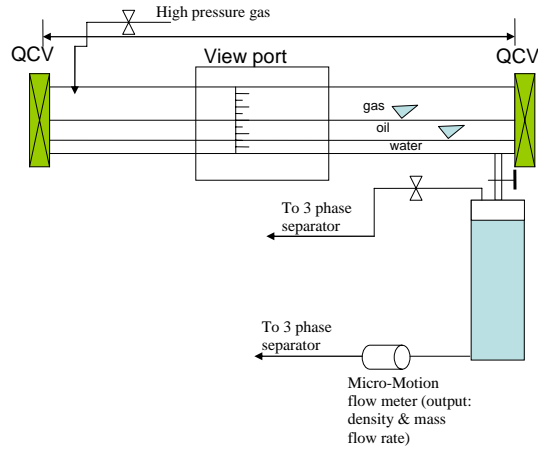 High pressure gas
QCV
View port
QCV
gas
oil
water
To 3 phase
separator
To 3 phase
separator
Micro-Motion
flow meter (output:
density & mass
flow rate)